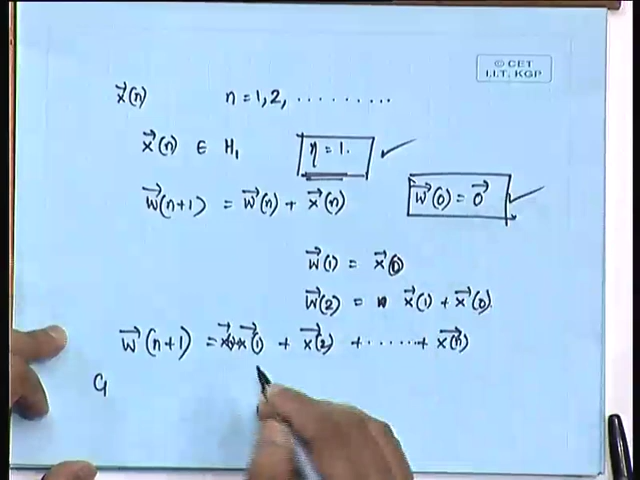 © CET
I.I.T. KGP
x⃗(n) n = 1, 2, ..........
x⃗(n) ∈ H₁ η = 1.
w⃗(n+1) = w⃗(n) + x⃗(n) w⃗(0) = 0⃗
w⃗(1) = x⃗(0)
w⃗(2) = x⃗(1) + x⃗(0)
w⃗(n+1) = x⃗(1) + x⃗(2) + ...... + x⃗(n)